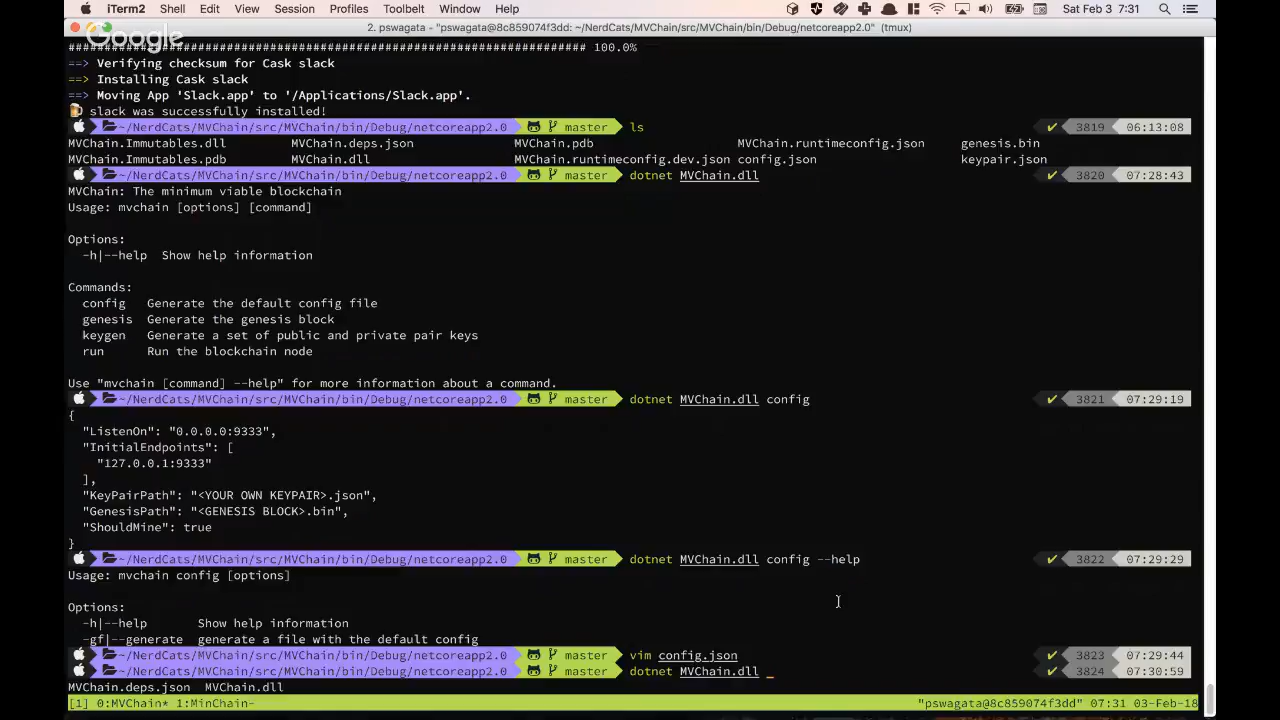 iTerm2 Shell Edit View Profiles Toolbelt Window Help Sat Feb 3 7:31
Google
2. pswagata@"pswagata@8c859074f3dd: ~/NerdCats/MVChain/src/MVChain/bin/Debug/netcoreapp2.0" (tmux)
######################################################################## 100.0%
==> Verifying checksum for Cask slack
==> Installing Cask slack
==> Moving App 'Slack.app' to '/Applications/Slack.app'.
🍺 slack was successfully installed!
~/NerdCats/MVChain/src/MVChain/bin/Debug/netcoreapp2.0 master ls ✔ 3819 06:13:08
MVChain.Immutables.dll MVChain.deps.json MVChain.pdb MVChain.runtimeconfig.json genesis.bin
MVChain.Immutables.pdb MVChain.dll MVChain.runtimeconfig.dev.json config.json keypair.json
~/NerdCats/MVChain/src/MVChain/bin/Debug/netcoreapp2.0 master dotnet MVChain.dll ✔ 3820 07:28:43
MVChain: The minimum viable blockchain
Usage: mvchain [options] [command]
Options:
-h|--help Show help information
Commands:
config Generate the default config file
genesis Generate the genesis block
keygen Generate a set of public and private pair keys
run Run the blockchain node
Use "mvchain [command] --help" for more information about a command.
~/NerdCats/MVChain/src/MVChain/bin/Debug/netcoreapp2.0 master dotnet MVChain.dll config ✔ 3821 07:29:19
{
"ListenOn": "0.0.0.0:9333",
"InitialEndpoints": [
"127.0.0.1:9333"
],
"KeyPairPath": "<YOUR OWN KEYPAIR>.json",
"GenesisPath": "<GENESIS BLOCK>.bin",
"ShouldMine": true
}
~/NerdCats/MVChain/src/MVChain/bin/Debug/netcoreapp2.0 master dotnet MVChain.dll config --help ✔ 3822 07:29:29
Usage: mvchain config [options]
Options:
-h|--help Show help information
-gf|--generate generate a file with the default config
~/NerdCats/MVChain/src/MVChain/bin/Debug/netcoreapp2.0 master vim config.json ✔ 3823 07:29:44
~/NerdCats/MVChain/src/MVChain/bin/Debug/netcoreapp2.0 master dotnet MVChain.dll _ ✔ 3824 07:30:59
MVChain.deps.json MVChain.dll
[1] 0:MVChain* 1:MinChain- "pswagata@8c859074f3dd" 07:31 03-Feb-18